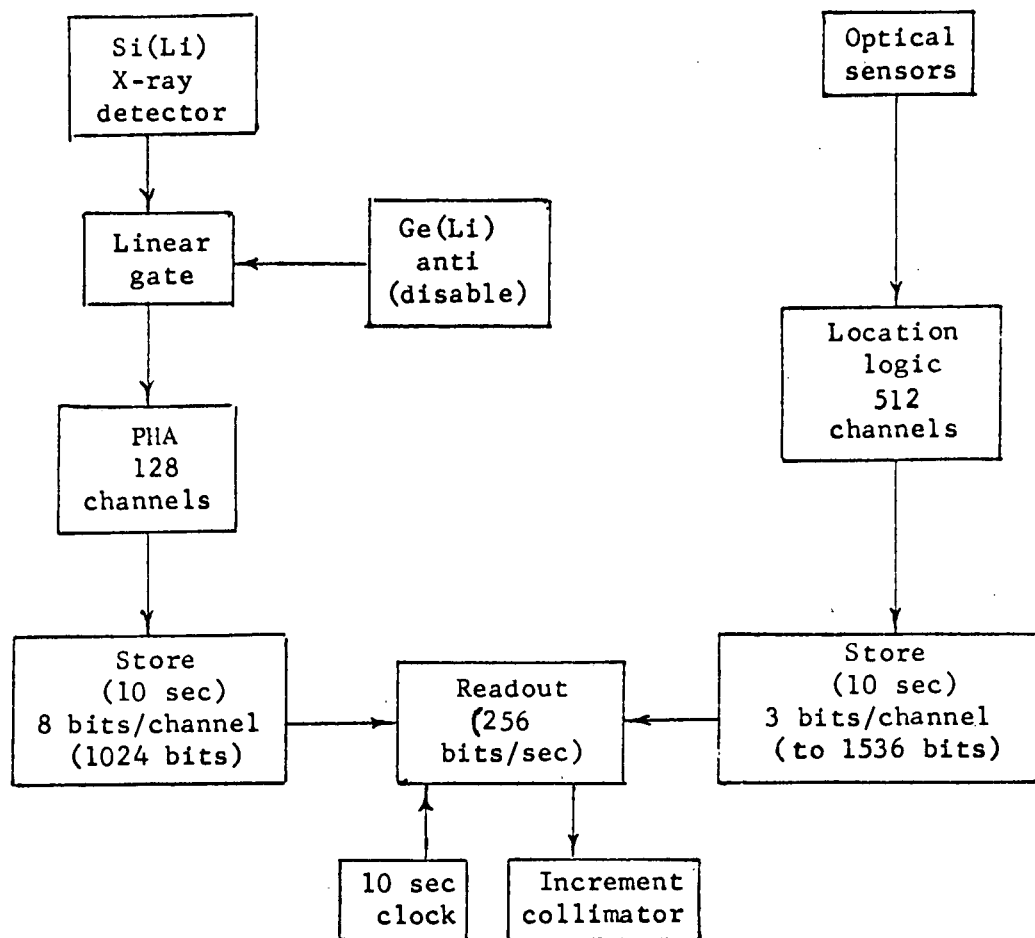 Si(Li)
X-ray
detector
Optical
sensors
Linear
gate
Ge(Li)
anti
(disable)
Location
logic
512
channels
PHA
128
channels
Store
(10 sec)
8 bits/channel
(1024 bits)
Readout
(256
bits/sec)
Store
(10 sec)
3 bits/channel
(to 1536 bits)
10 sec
clock
Increment
collimator